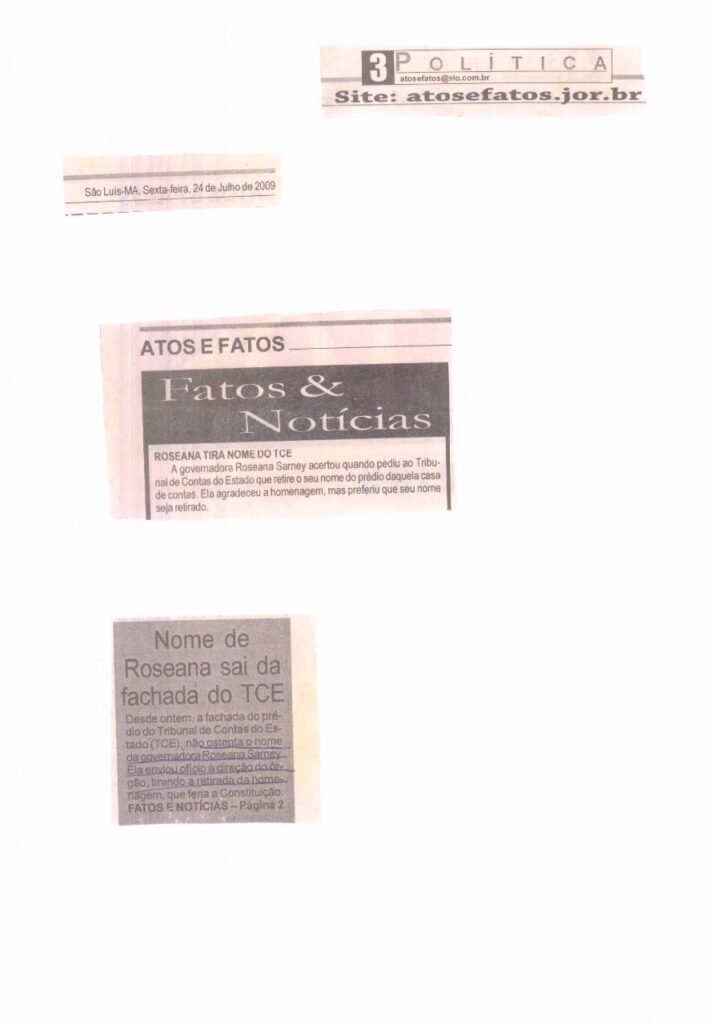 3 POLÍTICA
atosefatos@elo.com.br
Site: atosefatos.jor.br
São Luis-MA, Sexta-feira, 24 de Julho de 2009
ATOS E FATOS
Fatos &
Notícias
ROSEANA TIRA NOME DO TCE
A governadora Roseana Sarney acertou quando pediu ao Tribu-
nal de Contas do Estado que retire o seu nome do prédio daquela casa
de contas. Ela agradeceu a homenagem, mas preferiu que seu nome
seja retirado.
Nome de
Roseana sai da
fachada do TCE
Desde ontem, a fachada do pré-
dio do Tribunal de Contas do Es-
tado (TCE), não ostenta o nome
da governadora Roseana Sarney.
Ela enviou ofício à direção do ór-
gão, tirando a retirada da home-
nagem, que feria a Constituição.
FATOS E NOTÍCIAS – Página 2